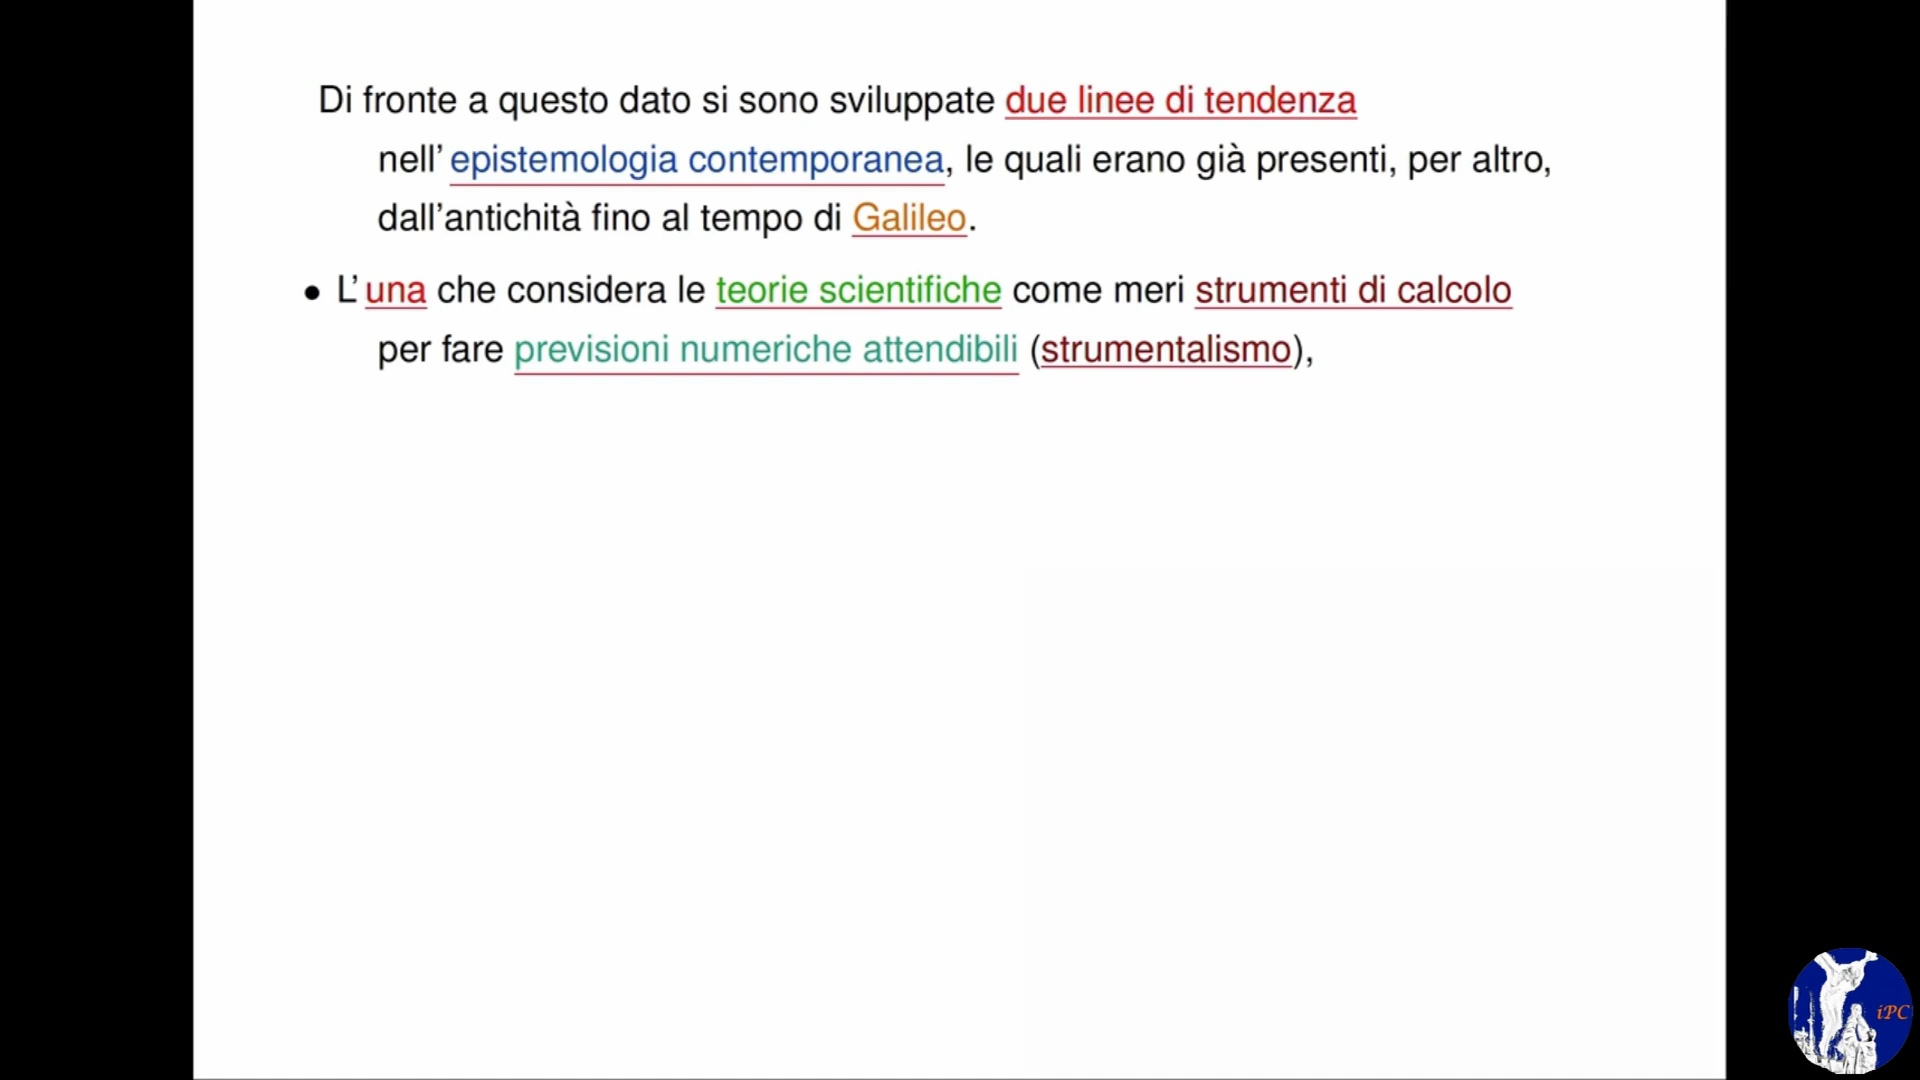 Di fronte a questo dato si sono sviluppate due linee di tendenza
nell' epistemologia contemporanea, le quali erano già presenti, per altro,
dall'antichità fino al tempo di Galileo.
• L'una che considera le teorie scientifiche come meri strumenti di calcolo
per fare previsioni numeriche attendibili (strumentalismo),
iPC